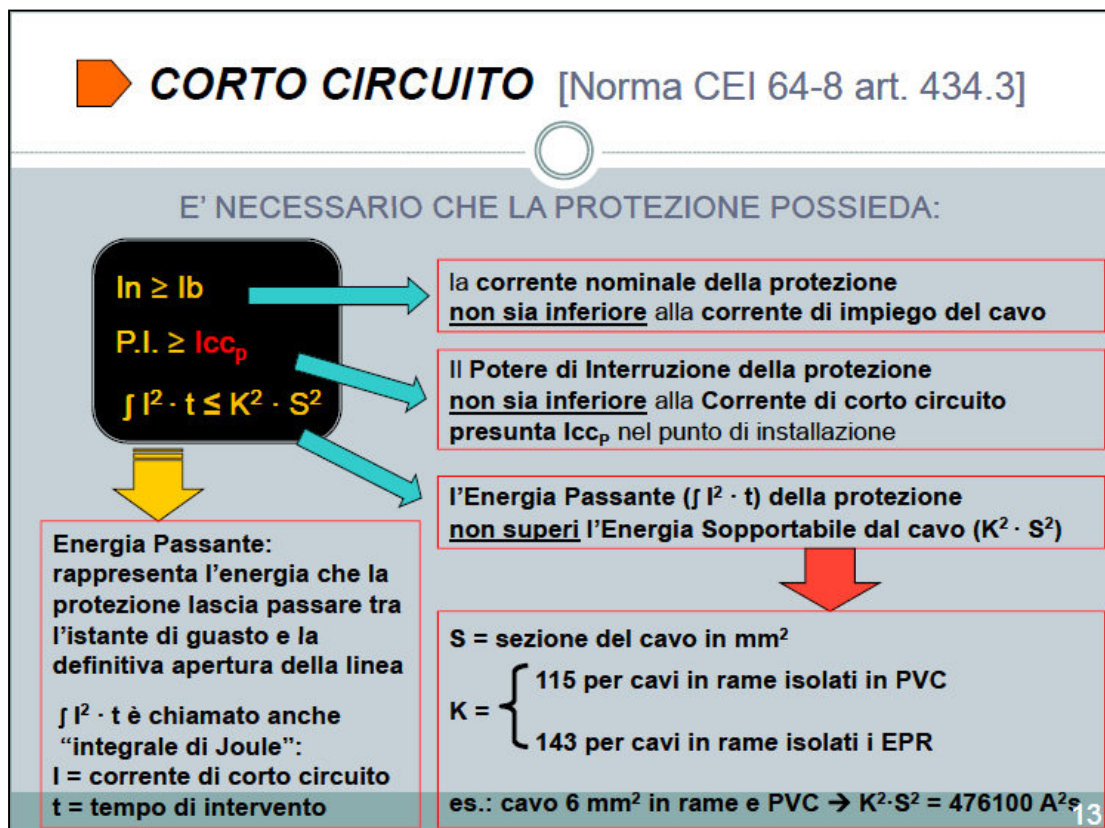 CORTO CIRCUITO [Norma CEI 64-8 art. 434.3]
E' NECESSARIO CHE LA PROTEZIONE POSSIEDA:
In ≥ Ib
P.I. ≥ Iccₚ
∫ I² · t ≤ K² · S²
la corrente nominale della protezione
non sia inferiore alla corrente di impiego del cavo
Il Potere di Interruzione della protezione
non sia inferiore alla Corrente di corto circuito
presunta Icc_P nel punto di installazione
l'Energia Passante (∫ I² · t) della protezione
non superi l'Energia Sopportabile dal cavo (K² · S²)
Energia Passante:
rappresenta l'energia che la
protezione lascia passare tra
l'istante di guasto e la
definitiva apertura della linea
∫ I² · t è chiamato anche
"integrale di Joule":
I = corrente di corto circuito
t = tempo di intervento
S = sezione del cavo in mm²
115 per cavi in rame isolati in PVC
K =
143 per cavi in rame isolati i EPR
es.: cavo 6 mm² in rame e PVC → K²·S² = 476100 A²s
13